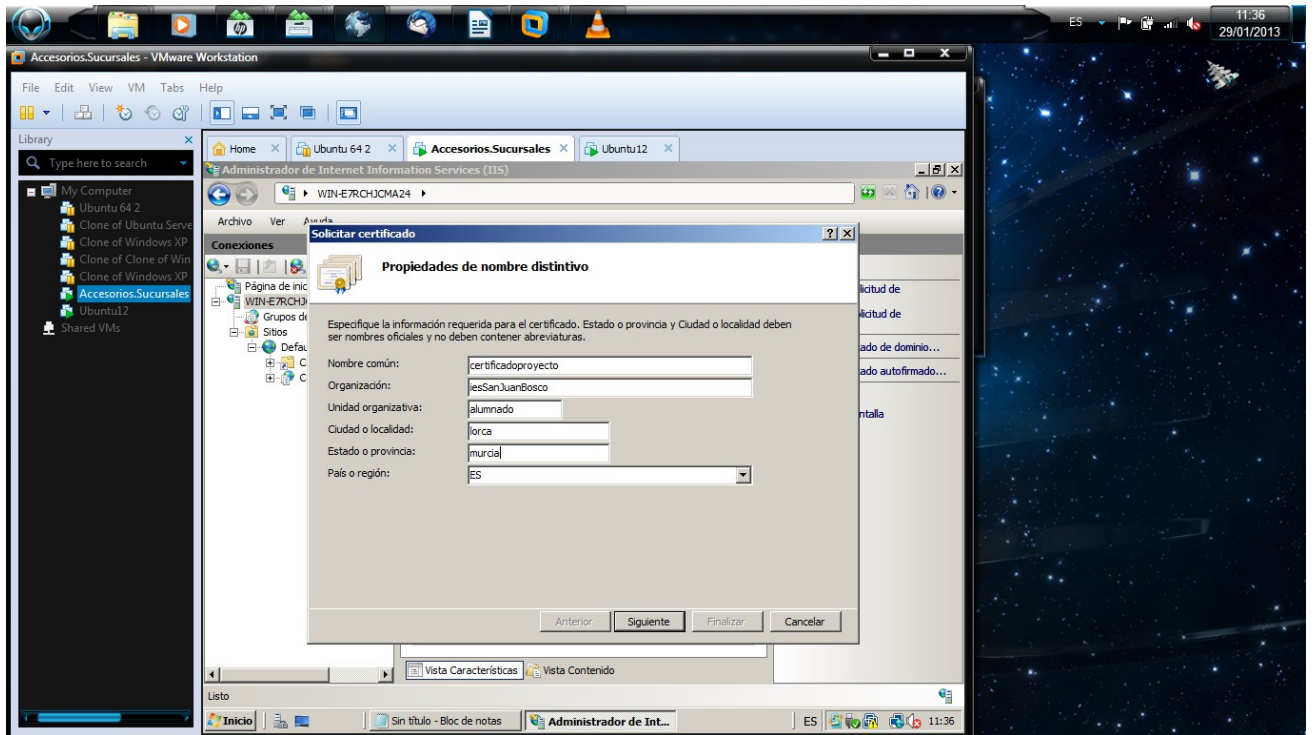 ES
11:36
29/01/2013
Accesorios.Sucursales - VMware Workstation
File Edit View VM Tabs Help
Library
Type here to search
My Computer
Ubuntu 64 2
Clone of Ubuntu Serve
Clone of Windows XP
Clone of Clone of Win
Clone of Windows XP
Accesorios.Sucursales
Ubuntu12
Shared VMs
Home
Ubuntu 64 2
Accesorios.Sucursales
Ubuntu12
Administrador de Internet Information Services (IIS)
WIN-E7RCHJCMA24
Archivo Ver Ayuda
Conexiones
Página de inic
WIN-E7RCHJ
Grupos de
Sitios
Defau
C
C
Solicitar certificado
Propiedades de nombre distintivo
Especifique la información requerida para el certificado. Estado o provincia y Ciudad o localidad deben
ser nombres oficiales y no deben contener abreviaturas.
Nombre común: certificadoproyecto
Organización: iesSanJuanBosco
Unidad organizativa: alumnado
Ciudad o localidad: lorca
Estado o provincia: murcia
País o región: ES
Anterior Siguiente Finalizar Cancelar
licitud de
licitud de
ado de dominio...
ado autofirmado...
ntalla
Vista Características Vista Contenido
Listo
Inicio
Sin título - Bloc de notas
Administrador de Int...
ES
11:36